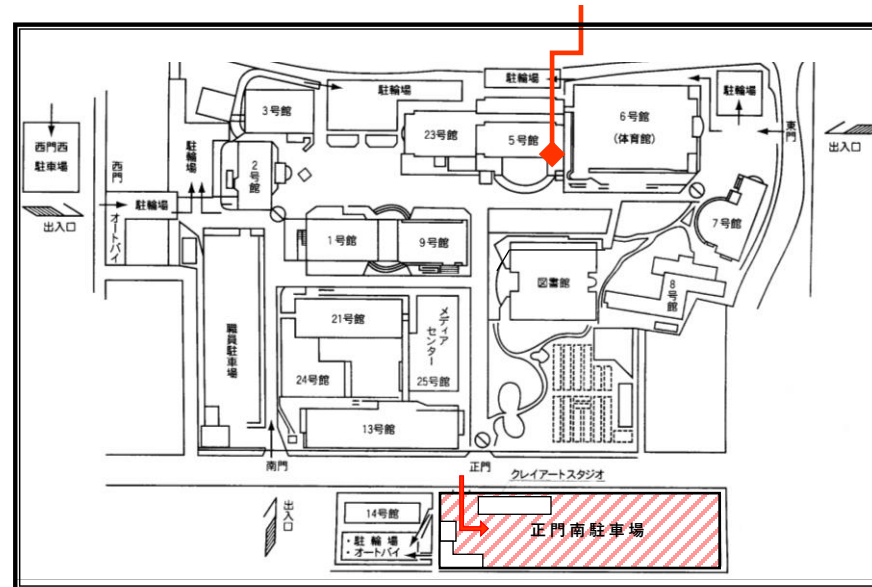 駐輪場
駐輪場
3号館
23号館
5号館
6号館
(体育館)
東門
出入口
西門西
駐車場
西門
駐輪場
2号館
駐輪場
オートバイ
出入口
1号館
9号館
7号館
図書館
8号館
職員駐車場
21号館
メディア
センター
24号館
25号館
13号館
南門
正門
クレイアートスタジオ
出入口
14号館
・駐輪場
・オートバイ
正門南駐車場
駐輪場